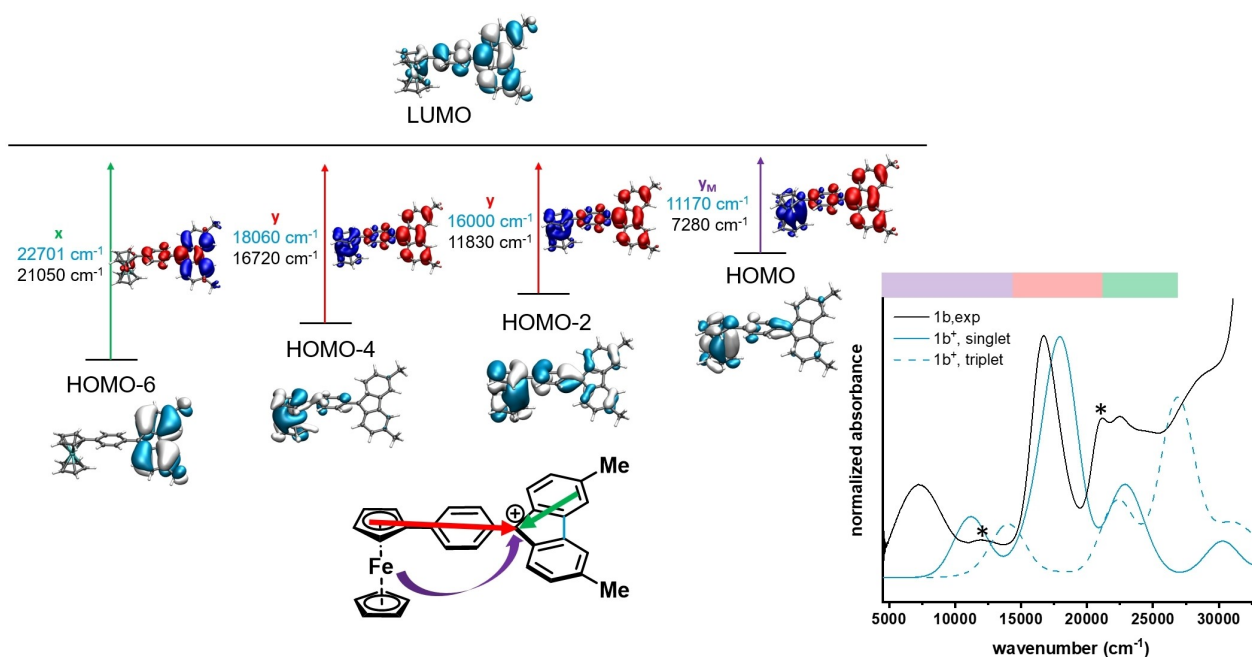 LUMO
x
22701 cm⁻¹
21050 cm⁻¹
HOMO-6
y
18060 cm⁻¹
16720 cm⁻¹
HOMO-4
y
16000 cm⁻¹
11830 cm⁻¹
HOMO-2
yM
11170 cm⁻¹
7280 cm⁻¹
HOMO
Me
+
Fe
Me
1b,exp
1b⁺, singlet
1b⁺, triplet
*
*
normalized absorbance
5000 10000 15000 20000 25000 30000
wavenumber (cm⁻¹)